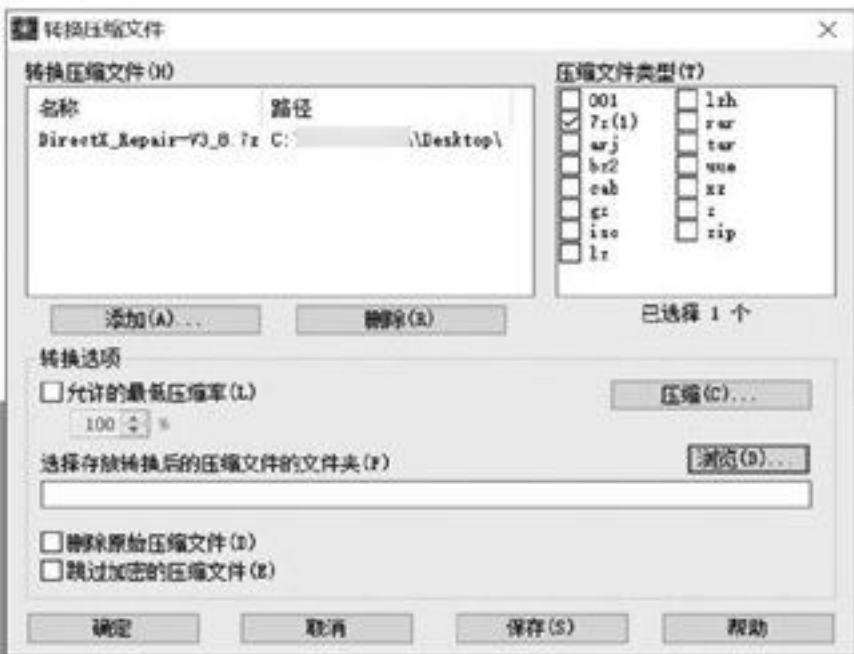 转换压缩文件
转换压缩文件(H)
名称 路径
DirectX_Repair-V3_8.7z C: \\Desktop\
添加(A)...
删除(R)
压缩文件类型(T)
001
7z(1)
arj
bz2
cab
gz
iso
lz
lzh
rar
tar
uue
xz
z
zip
已选择 1 个
转换选项
允许的最低压缩率(L)
100 %
压缩(C)...
选择存放转换后的压缩文件的文件夹(F)
浏览(B)...
删除原始压缩文件(D)
跳过加密的压缩文件(E)
确定
取消
保存(S)
帮助